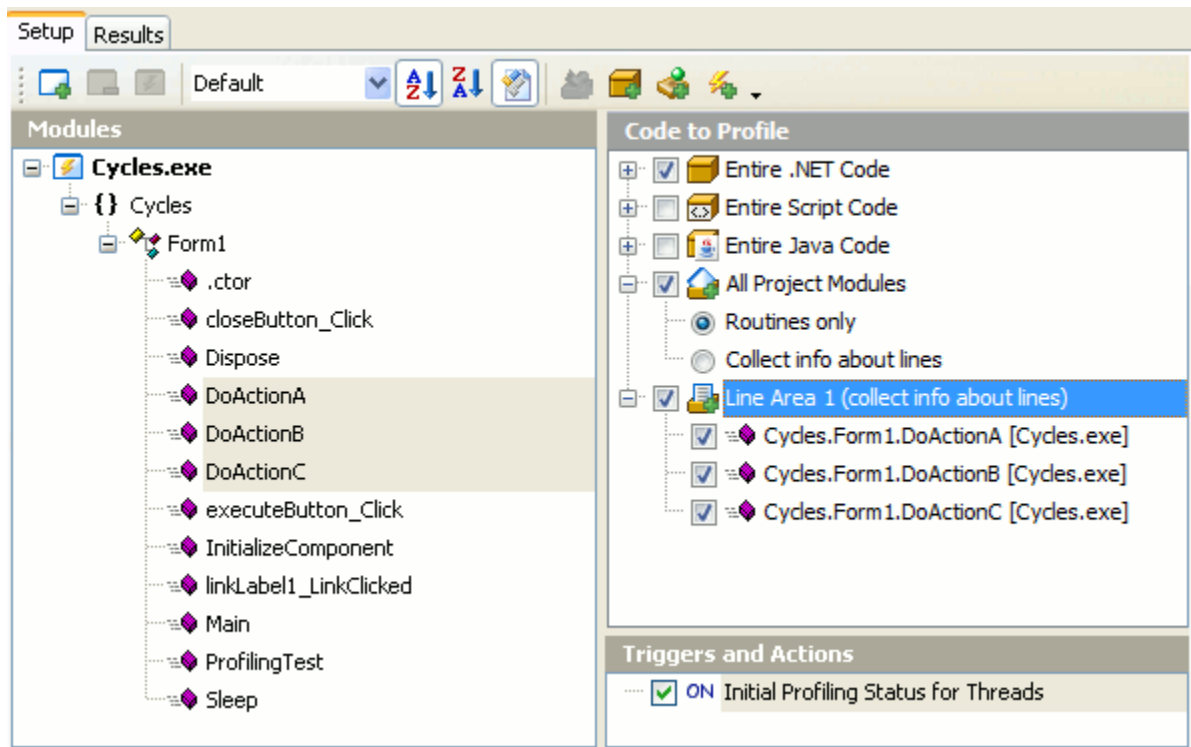 Setup
Results
Default
Modules
Cycles.exe
{} Cycles
Form1
.ctor
closeButton_Click
Dispose
DoActionA
DoActionB
DoActionC
executeButton_Click
InitializeComponent
linkLabel1_LinkClicked
Main
ProfilingTest
Sleep
Code to Profile
Entire .NET Code
Entire Script Code
Entire Java Code
All Project Modules
Routines only
Collect info about lines
Line Area 1 (collect info about lines)
Cycles.Form1.DoActionA [Cycles.exe]
Cycles.Form1.DoActionB [Cycles.exe]
Cycles.Form1.DoActionC [Cycles.exe]
Triggers and Actions
ON Initial Profiling Status for Threads